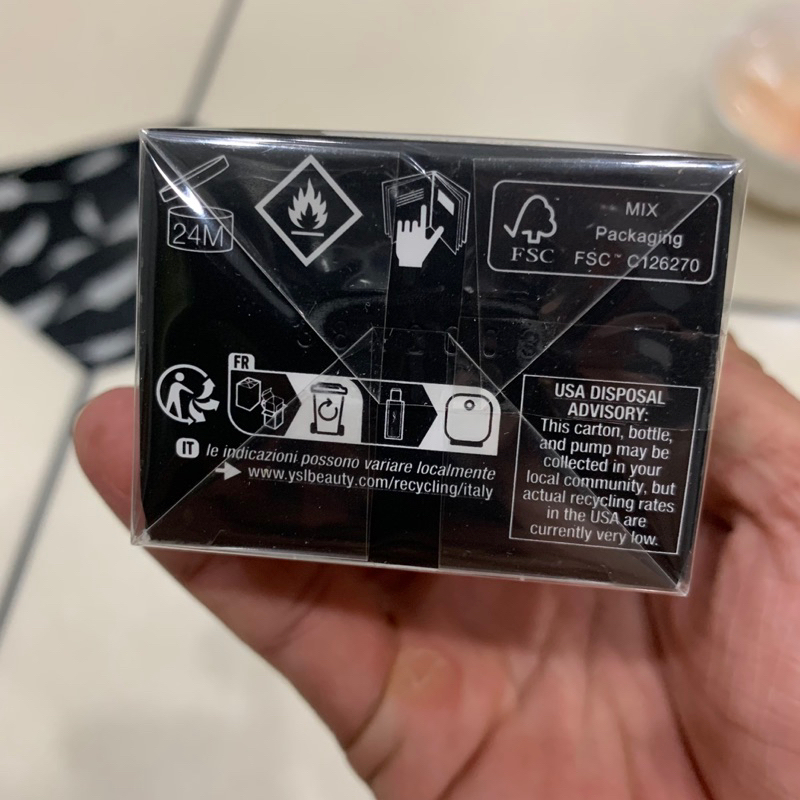 24M
FSC
MIX
Packaging
FSC™ C126270
FR
IT le indicazioni possono variare localmente
www.yslbeauty.com/recycling/italy
USA DISPOSAL
ADVISORY:
This carton, bottle,
and pump may be
collected in your
local community, but
actual recycling rates
in the USA are
currently very low.